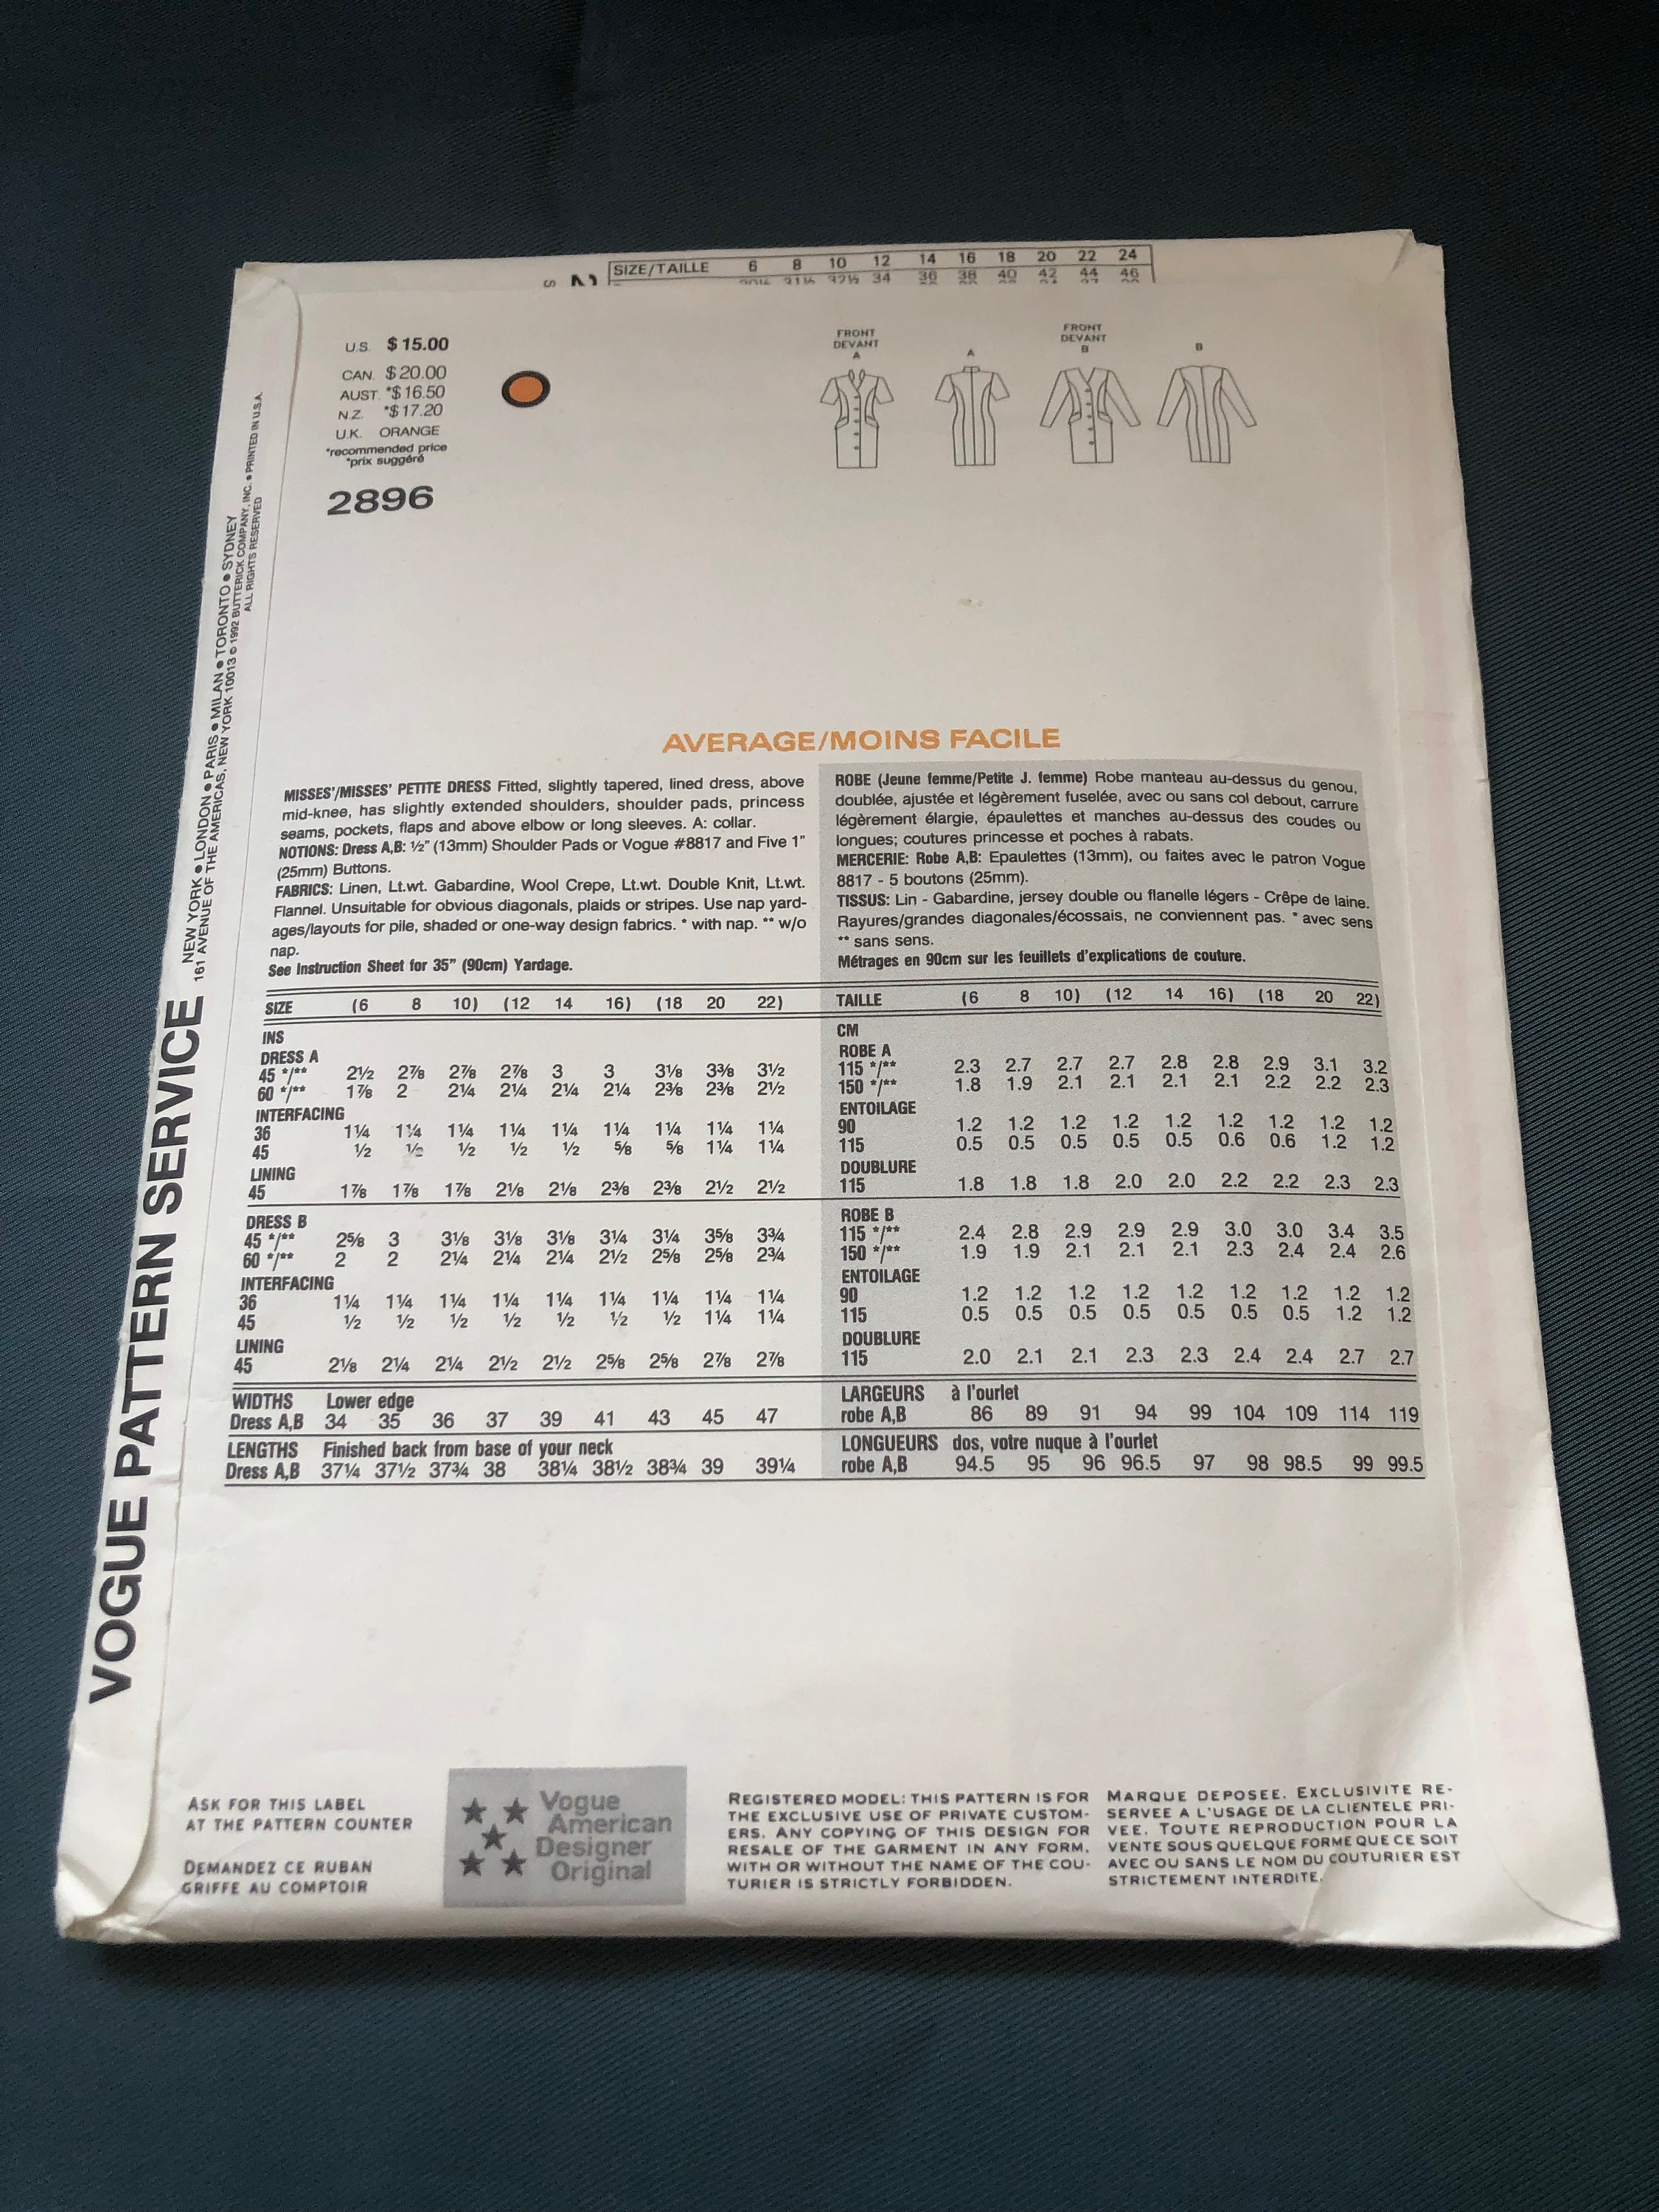 SIZE/TAILLE 6 8 10 12 14 16 18 20 22 24
30½ 31½ 32½ 34 36 38 40 42 44 46
U.S. $15.00
CAN. $20.00
AUST. *$16.50
N.Z. *$17.20
U.K. ORANGE
*recommended price
*prix suggéré
2896
FRONT
DEVANT
A
A
FRONT
DEVANT
B
B
VOGUE PATTERN SERVICE
NEW YORK ● LONDON ● PARIS ● MILAN ● TORONTO ● SYDNEY
161 AVENUE OF THE AMERICAS, NEW YORK 10013 © 1992 BUTTERICK COMPANY, INC. ● PRINTED IN U.S.A.
ALL RIGHTS RESERVED
AVERAGE/MOINS FACILE
MISSES'/MISSES' PETITE DRESS Fitted, slightly tapered, lined dress, above
mid-knee, has slightly extended shoulders, shoulder pads, princess
seams, pockets, flaps and above elbow or long sleeves. A: collar.
NOTIONS: Dress A,B: ½" (13mm) Shoulder Pads or Vogue #8817 and Five 1"
(25mm) Buttons.
FABRICS: Linen, Lt.wt. Gabardine, Wool Crepe, Lt.wt. Double Knit, Lt.wt.
Flannel. Unsuitable for obvious diagonals, plaids or stripes. Use nap yard-
ages/layouts for pile, shaded or one-way design fabrics. * with nap. ** w/o
nap.
See Instruction Sheet for 35" (90cm) Yardage.
ROBE (Jeune femme/Petite J. femme) Robe manteau au-dessus du genou,
doublée, ajustée et légèrement fuselée, avec ou sans col debout, carrure
légèrement élargie, épaulettes et manches au-dessus des coudes ou
longues; coutures princesse et poches à rabats.
MERCERIE: Robe A,B: Epaulettes (13mm), ou faites avec le patron Vogue
8817 - 5 boutons (25mm).
TISSUS: Lin - Gabardine, jersey double ou flanelle légers - Crêpe de laine.
Rayures/grandes diagonales/écossais, ne conviennent pas. * avec sens
** sans sens.
Métrages en 90cm sur les feuillets d'explications de couture.
SIZE (6 8 10) (12 14 16) (18 20 22)
INS
DRESS A
45 */** 2½ 2⅞ 2⅞ 2⅞ 3 3 3⅛ 3⅜ 3½
60 */** 1⅞ 2 2¼ 2¼ 2¼ 2¼ 2⅜ 2⅜ 2½
INTERFACING
36 1¼ 1¼ 1¼ 1¼ 1¼ 1¼ 1¼ 1¼ 1¼
45 ½ ½ ½ ½ ½ ⅝ ⅝ 1¼ 1¼
LINING
45 1⅞ 1⅞ 1⅞ 2⅛ 2⅛ 2⅜ 2⅜ 2½ 2½
DRESS B
45 */** 2⅝ 3 3⅛ 3⅛ 3⅛ 3¼ 3¼ 3⅝ 3¾
60 */** 2 2 2¼ 2¼ 2¼ 2½ 2⅝ 2⅝ 2¾
INTERFACING
36 1¼ 1¼ 1¼ 1¼ 1¼ 1¼ 1¼ 1¼ 1¼
45 ½ ½ ½ ½ ½ ½ ½ 1¼ 1¼
LINING
45 2⅛ 2¼ 2¼ 2½ 2½ 2⅝ 2⅝ 2⅞ 2⅞
WIDTHS Lower edge
Dress A,B 34 35 36 37 39 41 43 45 47
LENGTHS Finished back from base of your neck
Dress A,B 37¼ 37½ 37¾ 38 38¼ 38½ 38¾ 39 39¼
TAILLE (6 8 10) (12 14 16) (18 20 22)
CM
ROBE A
115 */** 2.3 2.7 2.7 2.7 2.8 2.8 2.9 3.1 3.2
150 */** 1.8 1.9 2.1 2.1 2.1 2.1 2.2 2.2 2.3
ENTOILAGE
90 1.2 1.2 1.2 1.2 1.2 1.2 1.2 1.2 1.2
115 0.5 0.5 0.5 0.5 0.5 0.6 0.6 1.2 1.2
DOUBLURE
115 1.8 1.8 1.8 2.0 2.0 2.2 2.2 2.3 2.3
ROBE B
115 */** 2.4 2.8 2.9 2.9 2.9 3.0 3.0 3.4 3.5
150 */** 1.9 1.9 2.1 2.1 2.1 2.3 2.4 2.4 2.6
ENTOILAGE
90 1.2 1.2 1.2 1.2 1.2 1.2 1.2 1.2 1.2
115 0.5 0.5 0.5 0.5 0.5 0.5 0.5 1.2 1.2
DOUBLURE
115 2.0 2.1 2.1 2.3 2.3 2.4 2.4 2.7 2.7
LARGEURS à l'ourlet
robe A,B 86 89 91 94 99 104 109 114 119
LONGUEURS dos, votre nuque à l'ourlet
robe A,B 94.5 95 96 96.5 97 98 98.5 99 99.5
ASK FOR THIS LABEL
AT THE PATTERN COUNTER
DEMANDEZ CE RUBAN
GRIFFE AU COMPTOIR
Vogue
American
Designer
Original
REGISTERED MODEL: THIS PATTERN IS FOR
THE EXCLUSIVE USE OF PRIVATE CUSTOM-
ERS. ANY COPYING OF THIS DESIGN FOR
RESALE OF THE GARMENT IN ANY FORM,
WITH OR WITHOUT THE NAME OF THE COU-
TURIER IS STRICTLY FORBIDDEN.
MARQUE DEPOSEE. EXCLUSIVITE RE-
SERVEE A L'USAGE DE LA CLIENTELE PRI-
VEE. TOUTE REPRODUCTION POUR LA
VENTE SOUS QUELQUE FORME QUE CE SOIT
AVEC OU SANS LE NOM DU COUTURIER EST
STRICTEMENT INTERDITE.